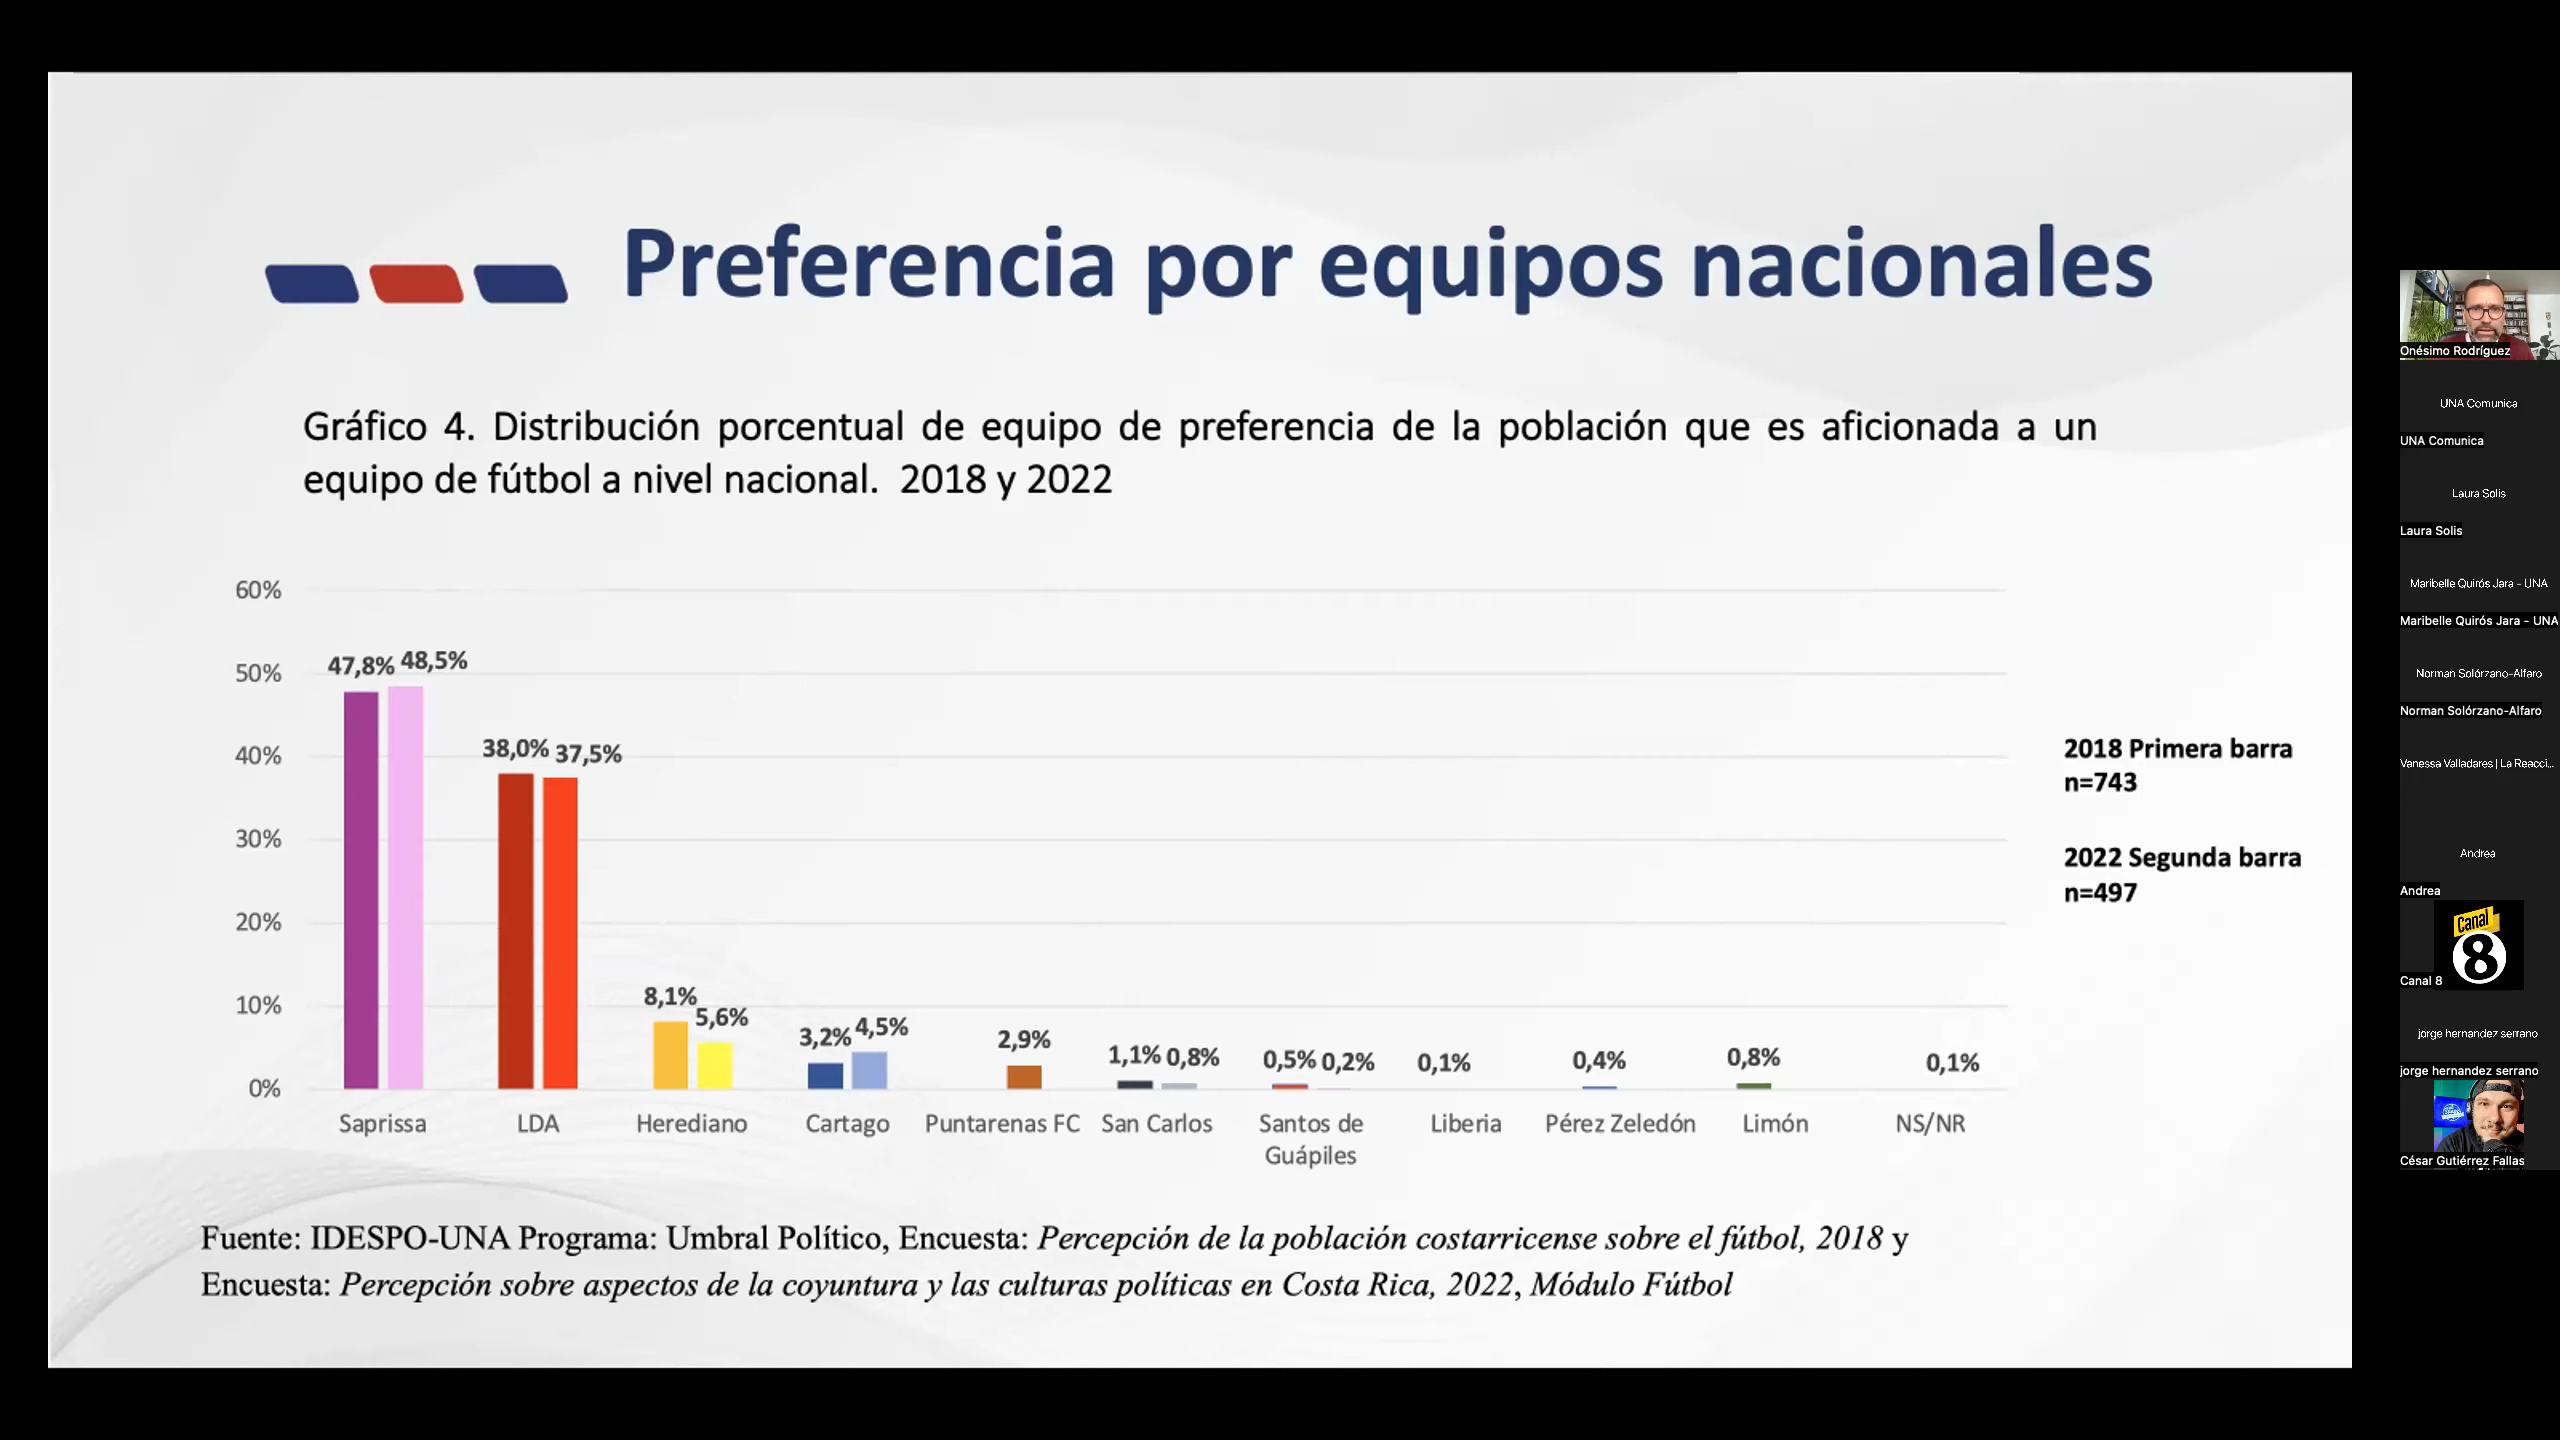 Preferencia por equipos nacionales
Gráfico 4. Distribución porcentual de equipo de preferencia de la población que es aficionada a un
equipo de fútbol a nivel nacional.  2018 y 2022
60%
50%
40%
30%
20%
10%
0%
47,8% 48,5%
38,0% 37,5%
8,1% 5,6%
3,2% 4,5%
2,9%
1,1% 0,8%
0,5% 0,2%
0,1%
0,4%
0,8%
0,1%
Saprissa
LDA
Herediano
Cartago
Puntarenas FC
San Carlos
Santos de
Guápiles
Liberia
Pérez Zeledón
Limón
NS/NR
2018 Primera barra
n=743
2022 Segunda barra
n=497
Fuente: IDESPO-UNA Programa: Umbral Político, Encuesta: Percepción de la población costarricense sobre el fútbol, 2018 y
Encuesta: Percepción sobre aspectos de la coyuntura y las culturas políticas en Costa Rica, 2022, Módulo Fútbol
Onésimo Rodríguez
UNA Comunica
UNA Comunica
Laura Solis
Laura Solis
Maribelle Quirós Jara - UNA
Maribelle Quirós Jara - UNA
Norman Solórzano-Alfaro
Norman Solórzano-Alfaro
Vanessa Valladares | La Reacci...
Andrea
Andrea
Canal
8
Canal 8
jorge hernandez serrano
jorge hernandez serrano
César Gutiérrez Fallas